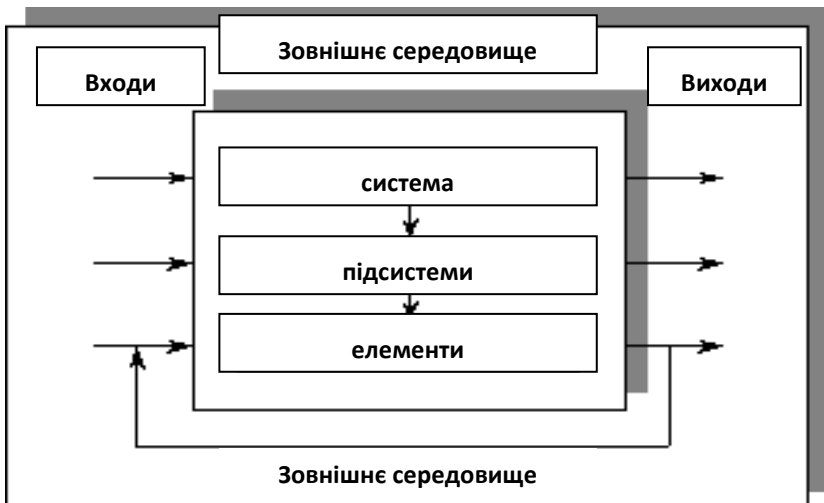 Зовнішнє середовище
Входи
Виходи
система
підсистеми
елементи
Зовнішнє середовище